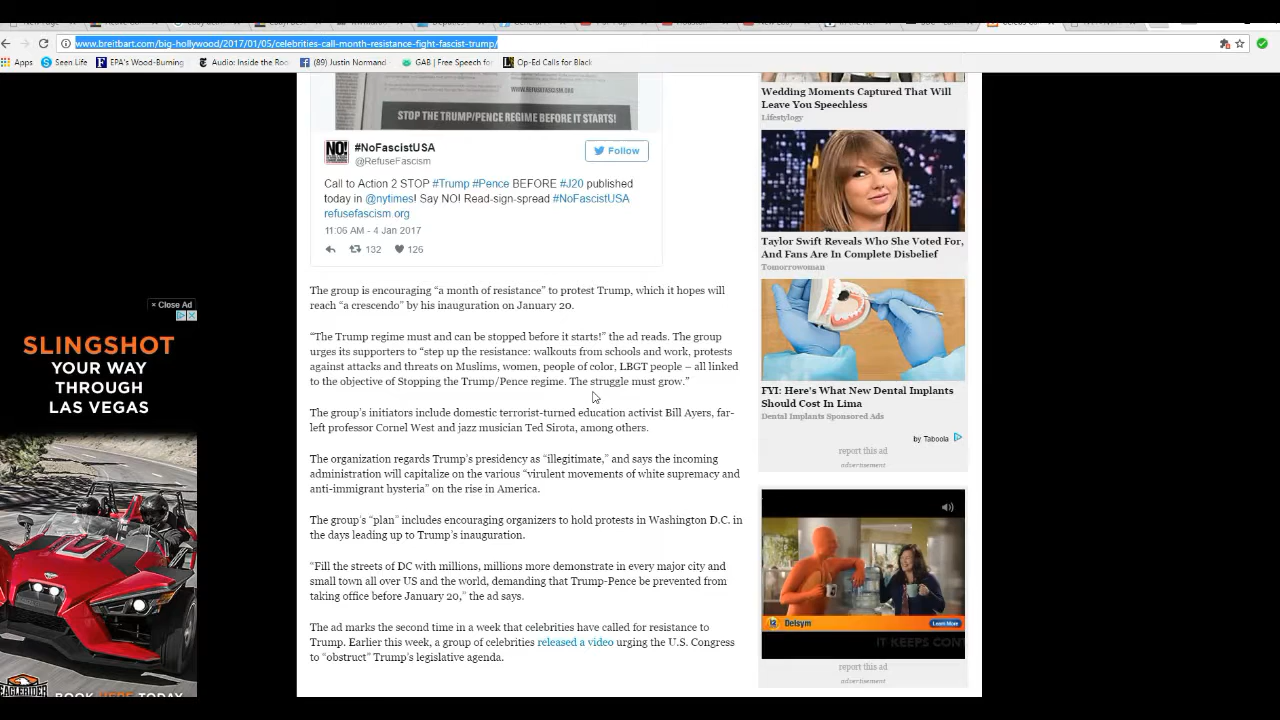 www.breitbart.com/big-hollywood/2017/01/05/celebrities-call-month-resistance-fight-fascist-trump/
Apps
Seen Life
EPA's Wood-Burning
Audio: Inside the Roo
(89) Justin Normand
GAB | Free Speech for
Op-Ed Calls for Black
WWW.REFUSEFASCISM.ORG
STOP THE TRUMP/PENCE REGIME BEFORE IT STARTS!
NO!
#NoFascistUSA
@RefuseFascism
Follow
Call to Action 2 STOP #Trump #Pence BEFORE #J20 published
today in @nytimes! Say NO! Read-sign-spread #NoFascistUSA
refusefascism org
11:06 AM - 4 Jan 2017
132
126
The group is encouraging “a month of resistance” to protest Trump, which it hopes will
reach “a crescendo” by his inauguration on January 20.
“The Trump regime must and can be stopped before it starts!” the ad reads. The group
urges its supporters to “step up the resistance: walkouts from schools and work, protests
against attacks and threats on Muslims, women, people of color, LBGT people – all linked
to the objective of Stopping the Trump/Pence regime. The struggle must grow.”
The group’s initiators include domestic terrorist-turned education activist Bill Ayers, far-
left professor Cornel West and jazz musician Ted Sirota, among others.
The organization regards Trump’s presidency as “illegitimate,” and says the incoming
administration will capitalize on the various “virulent movements of white supremacy and
anti-immigrant hysteria” on the rise in America.
The group’s “plan” includes encouraging organizers to hold protests in Washington D.C. in
the days leading up to Trump’s inauguration.
“Fill the streets of DC with millions, millions more demonstrate in every major city and
small town all over US and the world, demanding that Trump-Pence be prevented from
taking office before January 20,” the ad says.
The ad marks the second time in a week that celebrities have called for resistance to
Trump. Earlier this week, a group of celebrities released a video urging the U.S. Congress
to “obstruct” Trump’s legislative agenda.
× Close Ad
SLINGSHOT
YOUR WAY
THROUGH
LAS VEGAS
EAGLERIDER
BOOK HERE TODAY
Wedding Moments Captured That Will
Leave You Speechless
Lifestylogy
Taylor Swift Reveals Who She Voted For,
And Fans Are In Complete Disbelief
Tomorrowoman
FYI: Here's What New Dental Implants
Should Cost In Lima
Dental Implants Sponsored Ads
by Taboola
report this ad
advertisement
Delsym
Learn More
IT KEEPS CON
report this ad
advertisement